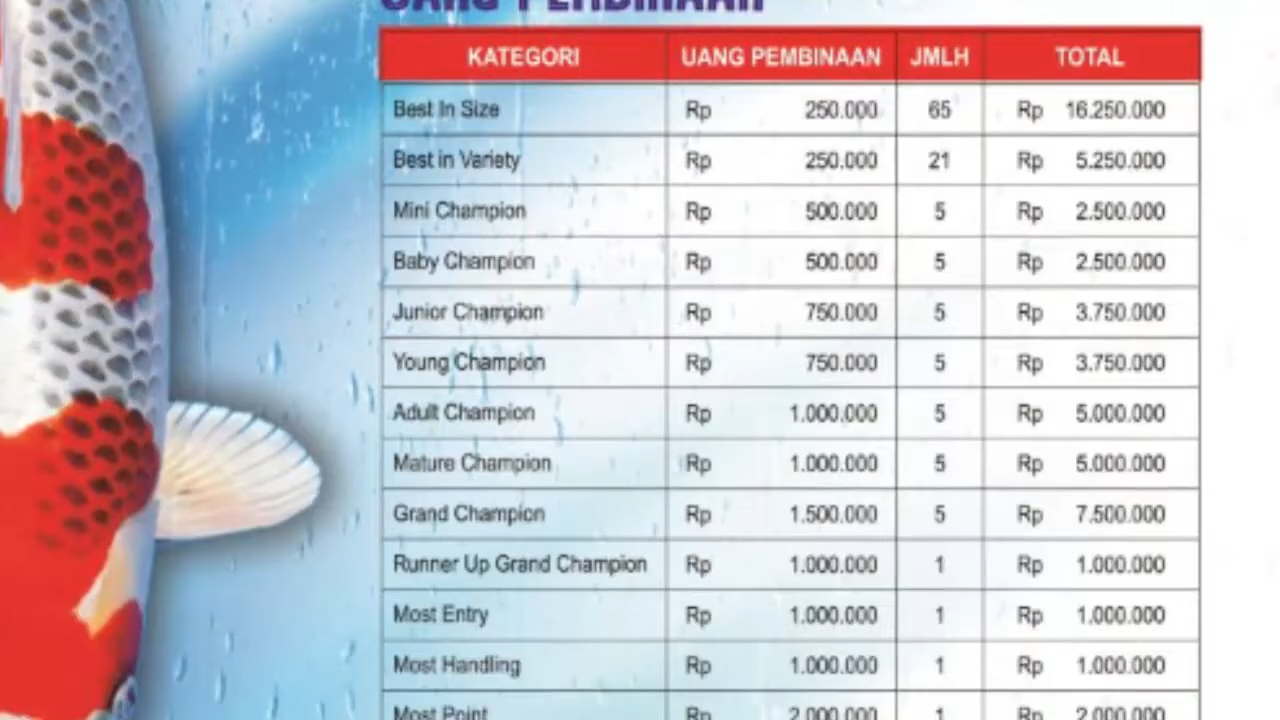 UANG PEMBINAAN
KATEGORI UANG PEMBINAAN JMLH TOTAL
Best In Size Rp 250.000 65 Rp 16.250.000
Best in Variety Rp 250.000 21 Rp 5.250.000
Mini Champion Rp 500.000 5 Rp 2.500.000
Baby Champion Rp 500.000 5 Rp 2.500.000
Junior Champion Rp 750.000 5 Rp 3.750.000
Young Champion Rp 750.000 5 Rp 3.750.000
Adult Champion Rp 1.000.000 5 Rp 5.000.000
Mature Champion Rp 1.000.000 5 Rp 5.000.000
Grand Champion Rp 1.500.000 5 Rp 7.500.000
Runner Up Grand Champion Rp 1.000.000 1 Rp 1.000.000
Most Entry Rp 1.000.000 1 Rp 1.000.000
Most Handling Rp 1.000.000 1 Rp 1.000.000
Most Point Rp 2.000.000 1 Rp 2.000.000